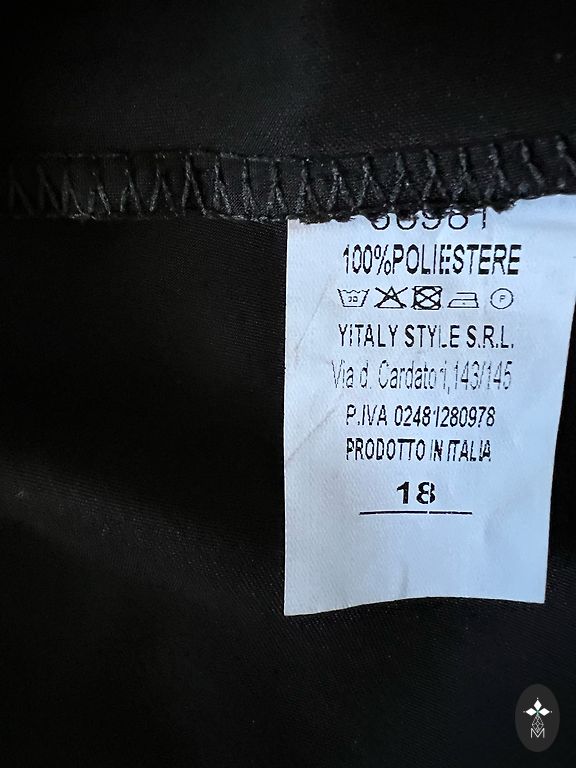 100%POLIESTERE
YITALY STYLE S.R.L.
Via d. Cardatori,143/145
P.IVA 02481280978
PRODOTTO IN ITALIA
18